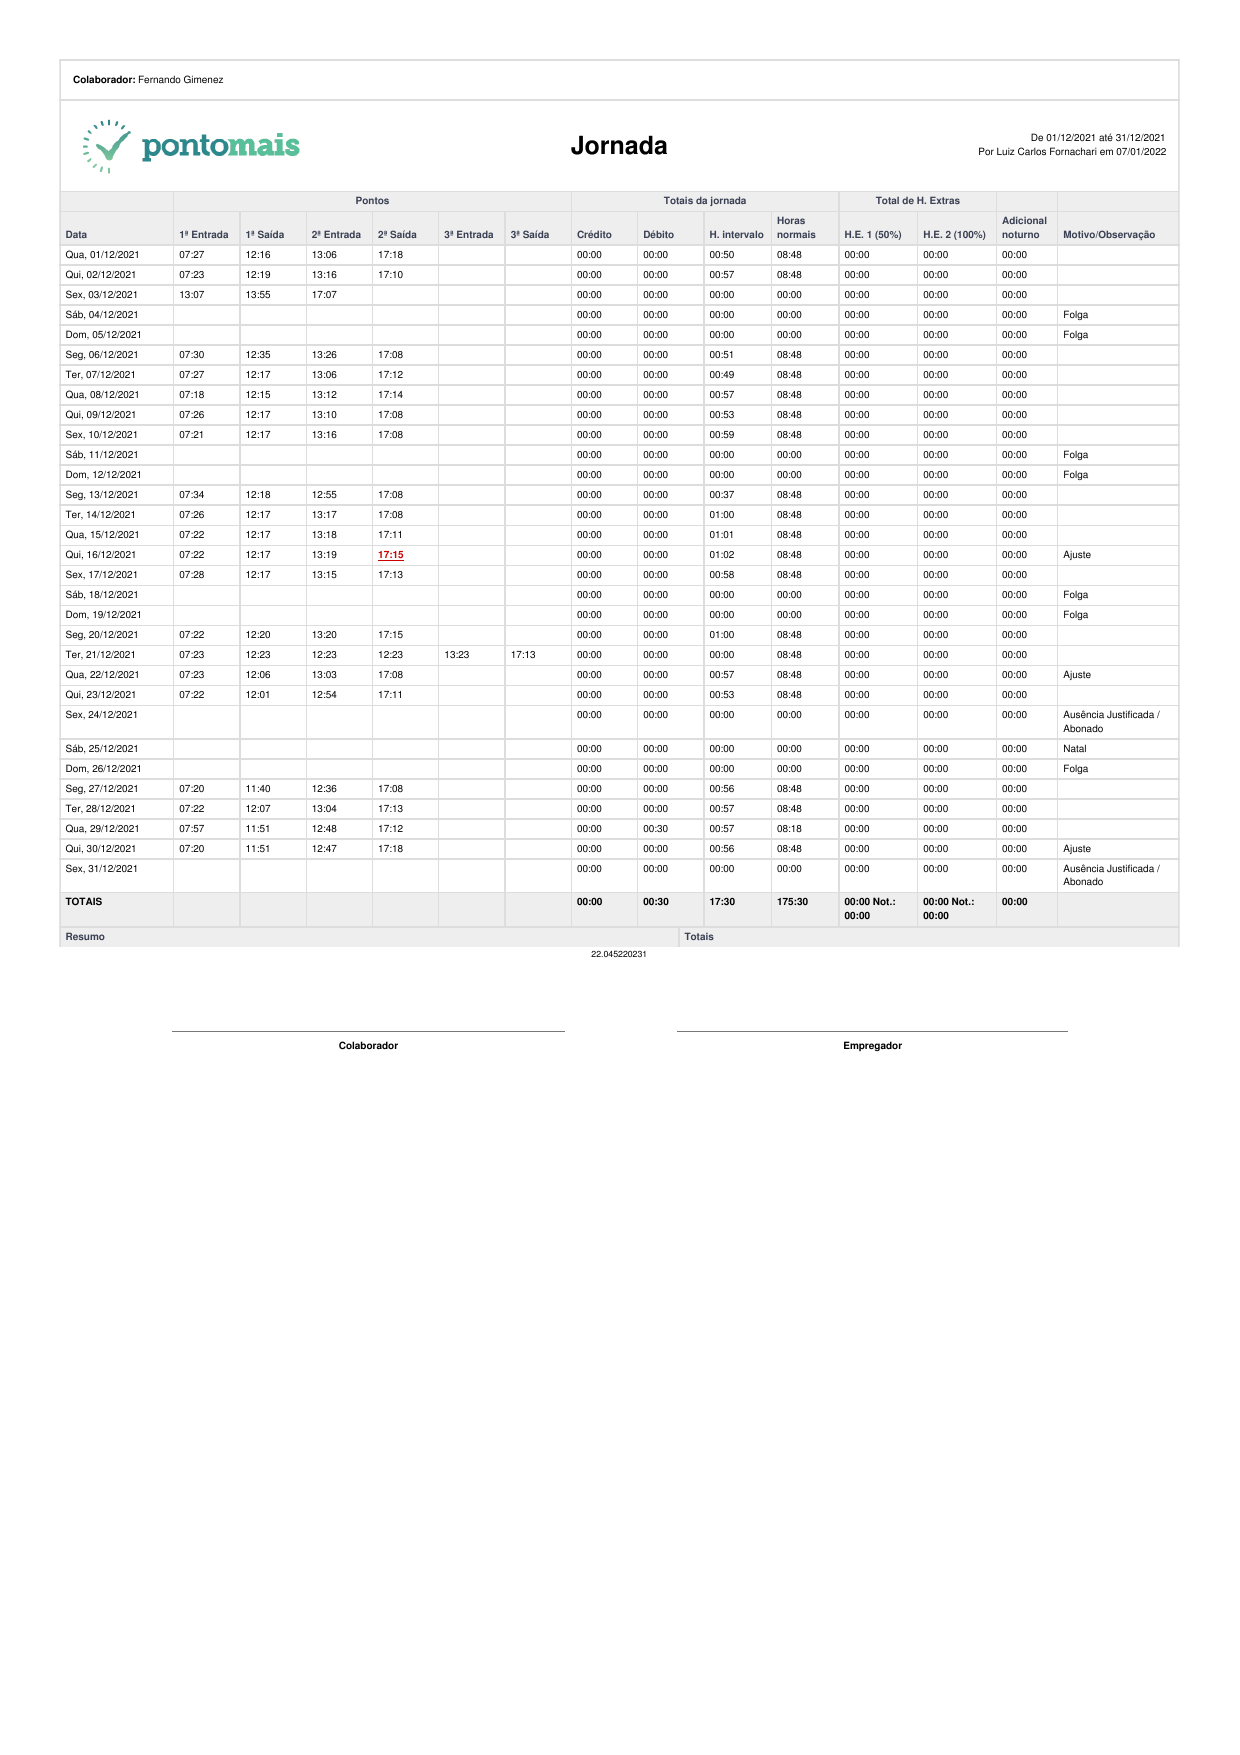 Colaborador: Fernando Gimenez
pontomais
Jornada
De 01/12/2021 até 31/12/2021
Por Luiz Carlos Fornachari em 07/01/2022
Pontos Totais da jornada Total de H. Extras
Data 1ª Entrada 1ª Saída 2ª Entrada 2ª Saída 3ª Entrada 3ª Saída Crédito Débito H. intervalo Horas normais H.E. 1 (50%) H.E. 2 (100%) Adicional noturno Motivo/Observação
Qua, 01/12/2021 07:27 12:16 13:06 17:18 00:00 00:00 00:50 08:48 00:00 00:00 00:00
Qui, 02/12/2021 07:23 12:19 13:16 17:10 00:00 00:00 00:57 08:48 00:00 00:00 00:00
Sex, 03/12/2021 13:07 13:55 17:07 00:00 00:00 00:00 00:00 00:00 00:00 00:00
Sáb, 04/12/2021 00:00 00:00 00:00 00:00 00:00 00:00 00:00 Folga
Dom, 05/12/2021 00:00 00:00 00:00 00:00 00:00 00:00 00:00 Folga
Seg, 06/12/2021 07:30 12:35 13:26 17:08 00:00 00:00 00:51 08:48 00:00 00:00 00:00
Ter, 07/12/2021 07:27 12:17 13:06 17:12 00:00 00:00 00:49 08:48 00:00 00:00 00:00
Qua, 08/12/2021 07:18 12:15 13:12 17:14 00:00 00:00 00:57 08:48 00:00 00:00 00:00
Qui, 09/12/2021 07:26 12:17 13:10 17:08 00:00 00:00 00:53 08:48 00:00 00:00 00:00
Sex, 10/12/2021 07:21 12:17 13:16 17:08 00:00 00:00 00:59 08:48 00:00 00:00 00:00
Sáb, 11/12/2021 00:00 00:00 00:00 00:00 00:00 00:00 00:00 Folga
Dom, 12/12/2021 00:00 00:00 00:00 00:00 00:00 00:00 00:00 Folga
Seg, 13/12/2021 07:34 12:18 12:55 17:08 00:00 00:00 00:37 08:48 00:00 00:00 00:00
Ter, 14/12/2021 07:26 12:17 13:17 17:08 00:00 00:00 01:00 08:48 00:00 00:00 00:00
Qua, 15/12/2021 07:22 12:17 13:18 17:11 00:00 00:00 01:01 08:48 00:00 00:00 00:00
Qui, 16/12/2021 07:22 12:17 13:19 17:15 00:00 00:00 01:02 08:48 00:00 00:00 00:00 Ajuste
Sex, 17/12/2021 07:28 12:17 13:15 17:13 00:00 00:00 00:58 08:48 00:00 00:00 00:00
Sáb, 18/12/2021 00:00 00:00 00:00 00:00 00:00 00:00 00:00 Folga
Dom, 19/12/2021 00:00 00:00 00:00 00:00 00:00 00:00 00:00 Folga
Seg, 20/12/2021 07:22 12:20 13:20 17:15 00:00 00:00 01:00 08:48 00:00 00:00 00:00
Ter, 21/12/2021 07:23 12:23 12:23 12:23 13:23 17:13 00:00 00:00 00:00 08:48 00:00 00:00 00:00
Qua, 22/12/2021 07:23 12:06 13:03 17:08 00:00 00:00 00:57 08:48 00:00 00:00 00:00 Ajuste
Qui, 23/12/2021 07:22 12:01 12:54 17:11 00:00 00:00 00:53 08:48 00:00 00:00 00:00
Sex, 24/12/2021 00:00 00:00 00:00 00:00 00:00 00:00 00:00 Ausência Justificada /
Abonado
Sáb, 25/12/2021 00:00 00:00 00:00 00:00 00:00 00:00 00:00 Natal
Dom, 26/12/2021 00:00 00:00 00:00 00:00 00:00 00:00 00:00 Folga
Seg, 27/12/2021 07:20 11:40 12:36 17:08 00:00 00:00 00:56 08:48 00:00 00:00 00:00
Ter, 28/12/2021 07:22 12:07 13:04 17:13 00:00 00:00 00:57 08:48 00:00 00:00 00:00
Qua, 29/12/2021 07:57 11:51 12:48 17:12 00:00 00:30 00:57 08:18 00:00 00:00 00:00
Qui, 30/12/2021 07:20 11:51 12:47 17:18 00:00 00:00 00:56 08:48 00:00 00:00 00:00 Ajuste
Sex, 31/12/2021 00:00 00:00 00:00 00:00 00:00 00:00 00:00 Ausência Justificada /
Abonado
TOTAIS 00:00 00:30 17:30 175:30 00:00 Not.: 00:00 00:00 Not.: 00:00 00:00
Resumo Totais
22.045220231
Colaborador Empregador